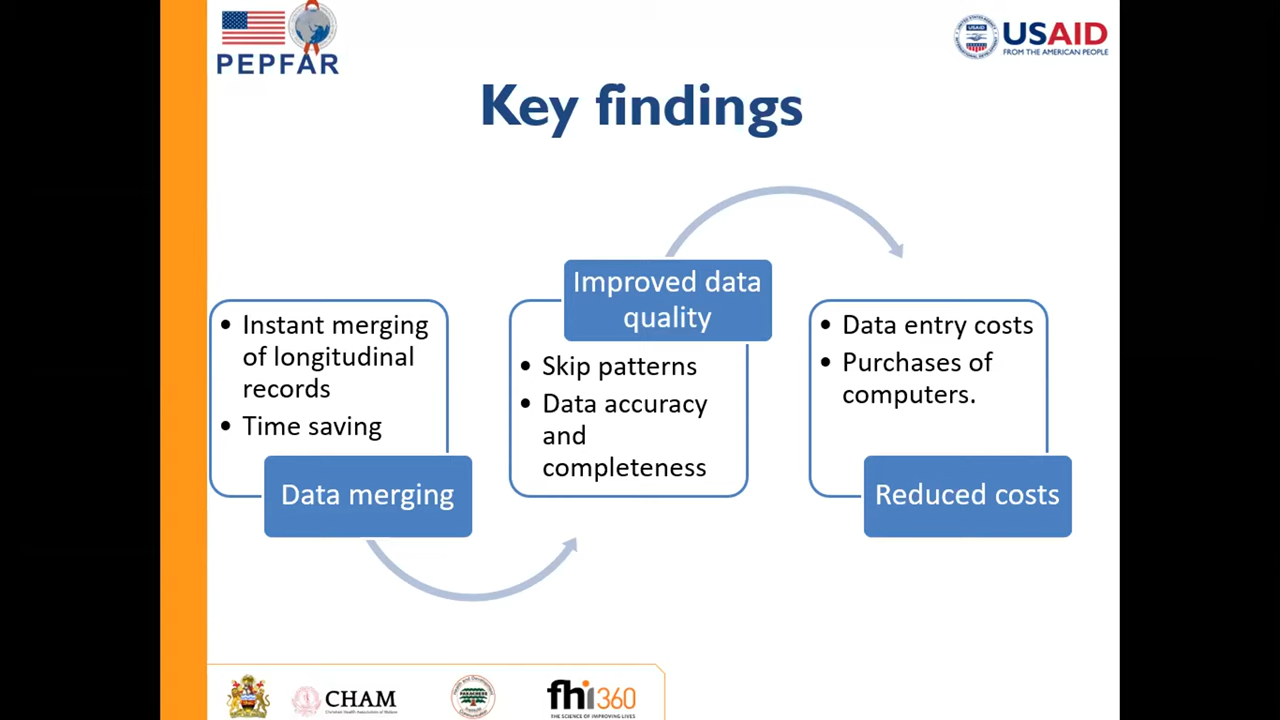 PEPFAR
USAID
FROM THE AMERICAN PEOPLE
Key findings
• Instant merging
of longitudinal
records
• Time saving
Data merging
Improved data
quality
• Skip patterns
• Data accuracy
and
completeness
• Data entry costs
• Purchases of
computers.
Reduced costs
CHAM
Christian Health Association of Malawi
fhi360
THE SCIENCE OF IMPROVING LIVES